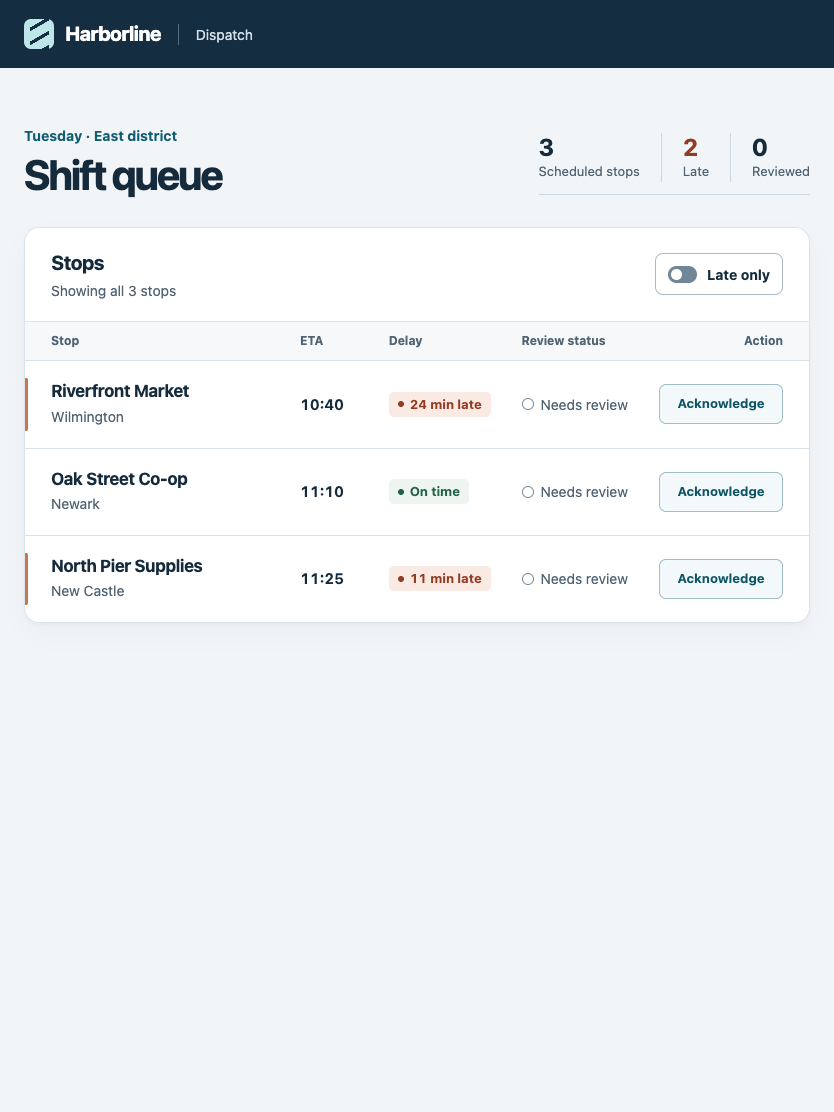 Harborline
Dispatch
Tuesday · East district
Shift queue
3
Scheduled stops
2
Late
0
Reviewed
Stops
Showing all 3 stops
Late only
Stop ETA Delay Review status Action
Riverfront Market
Wilmington
10:40
24 min late
Needs review
Acknowledge
Oak Street Co-op
Newark
11:10
On time
Needs review
Acknowledge
North Pier Supplies
New Castle
11:25
11 min late
Needs review
Acknowledge